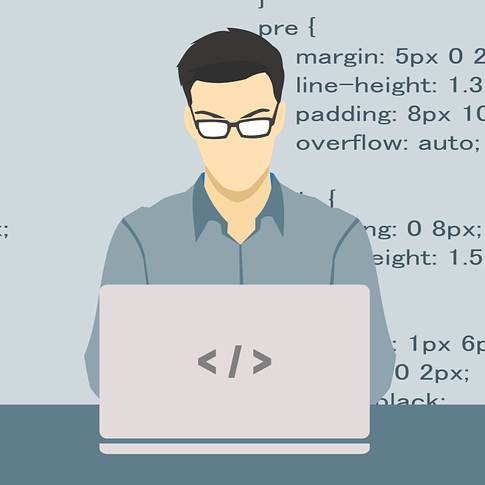 }
pre {
margin: 5px 0 2
line-height: 1.3
padding: 8px 10
overflow: auto;
{
ng: 0 8px;
;
eight: 1.5
: 1px 6p
0 2px;
black;
</>